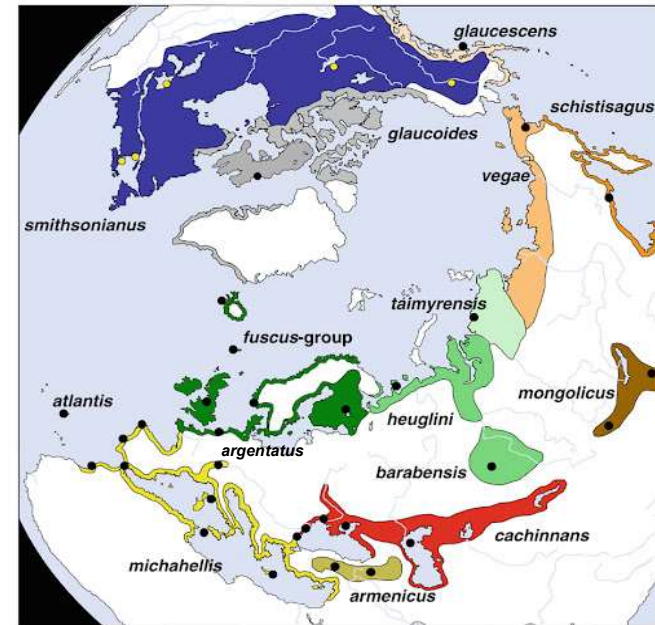 glaucescens
schistisagus
glaucoides
vegae
smithsonianus
taimyrensis
fuscus-group
mongolicus
atlantis
heuglini
argentatus
barabensis
cachinnans
michahellis
armenicus